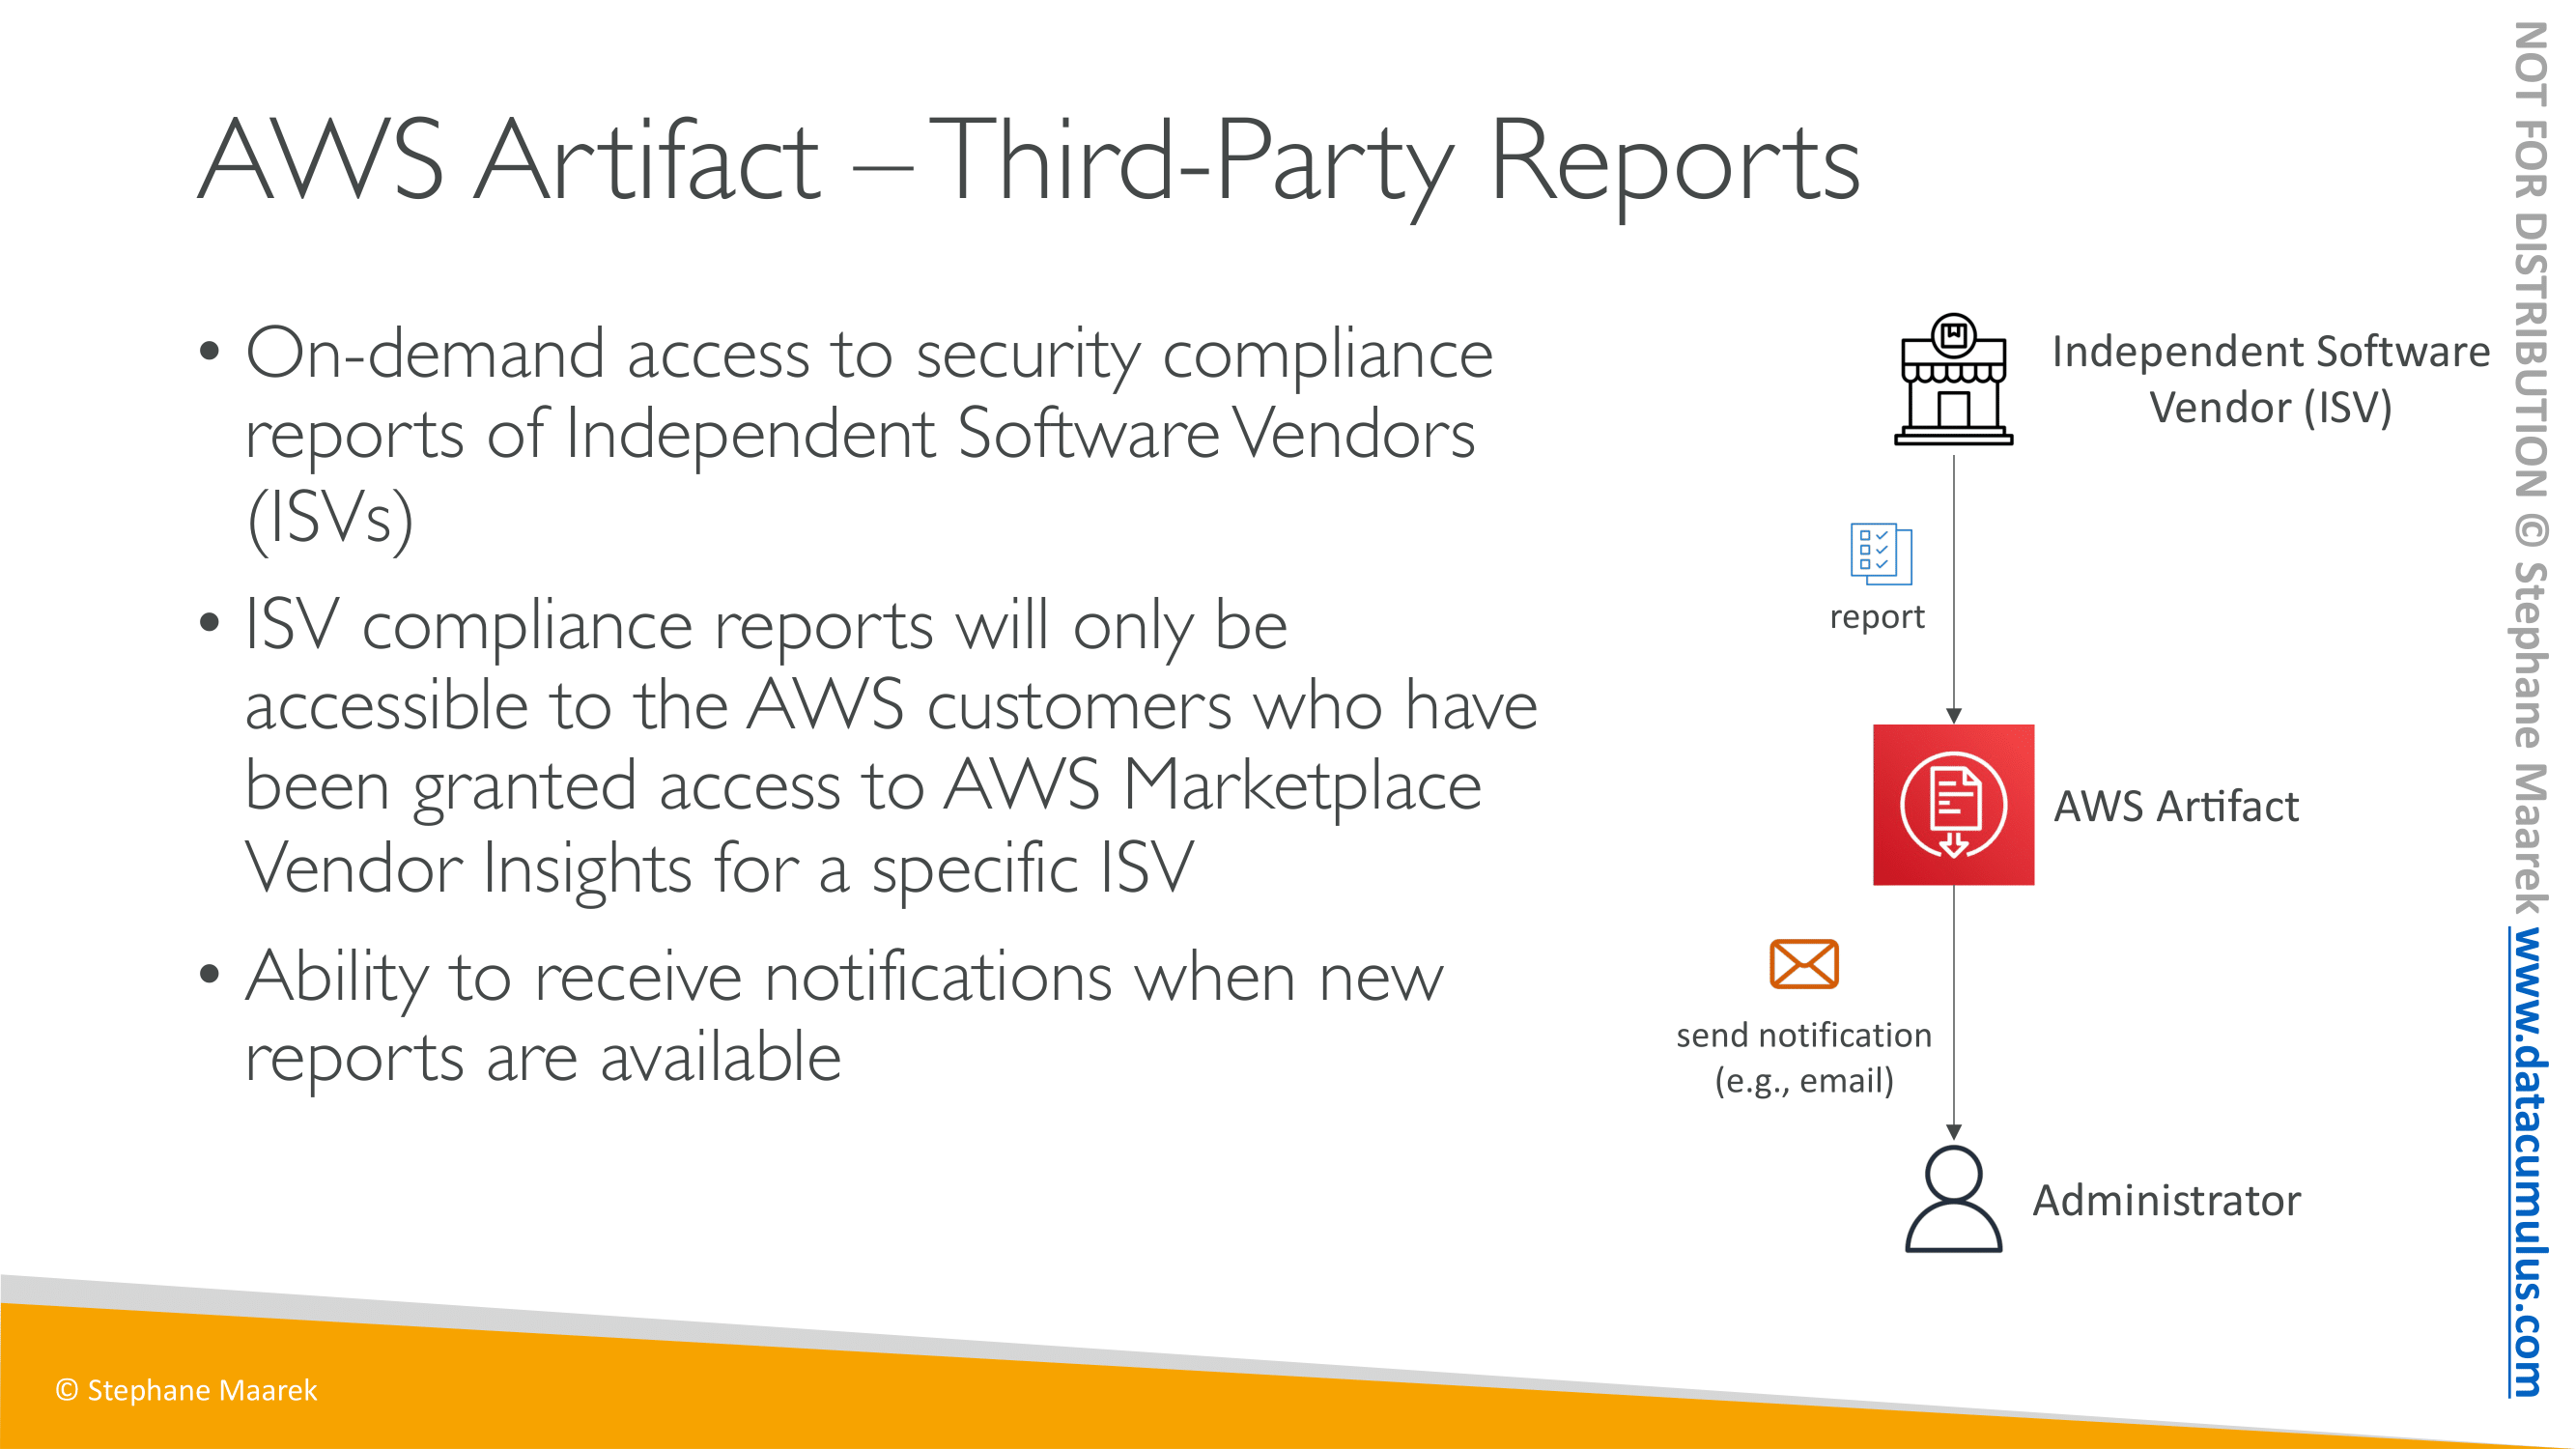 AWS Artifact – Third-Party Reports
• On-demand access to security compliance
reports of Independent Software Vendors
(ISVs)
• ISV compliance reports will only be
accessible to the AWS customers who have
been granted access to AWS Marketplace
Vendor Insights for a specific ISV
• Ability to receive notifications when new
reports are available
Independent Software
Vendor (ISV)
report
AWS Artifact
send notification
(e.g., email)
Administrator
© Stephane Maarek
NOT FOR DISTRIBUTION © Stephane Maarek www.datacumulus.com